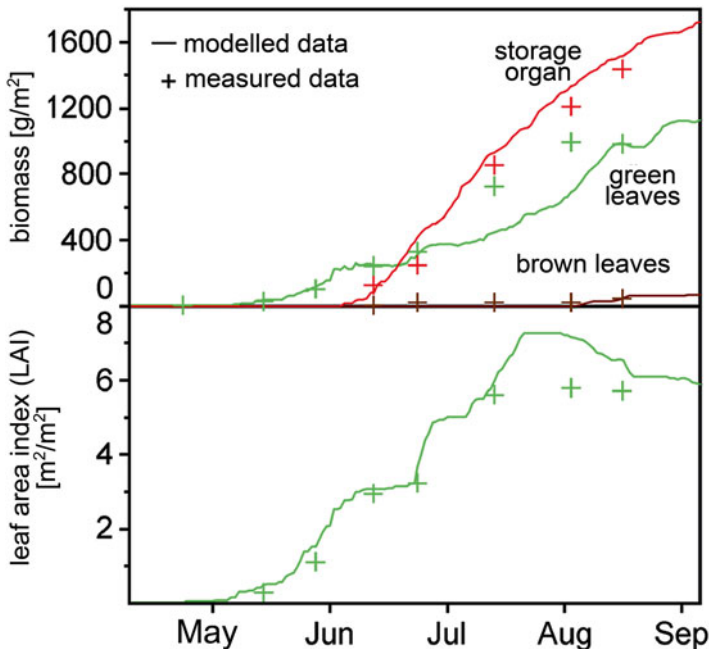 1600
1200
800
400
0
biomass [g/m²]
modelled data
measured data
storage
organ
green
leaves
brown leaves
8
6
4
2
leaf area index (LAI)
[m²/m²]
May Jun Jul Aug Sep